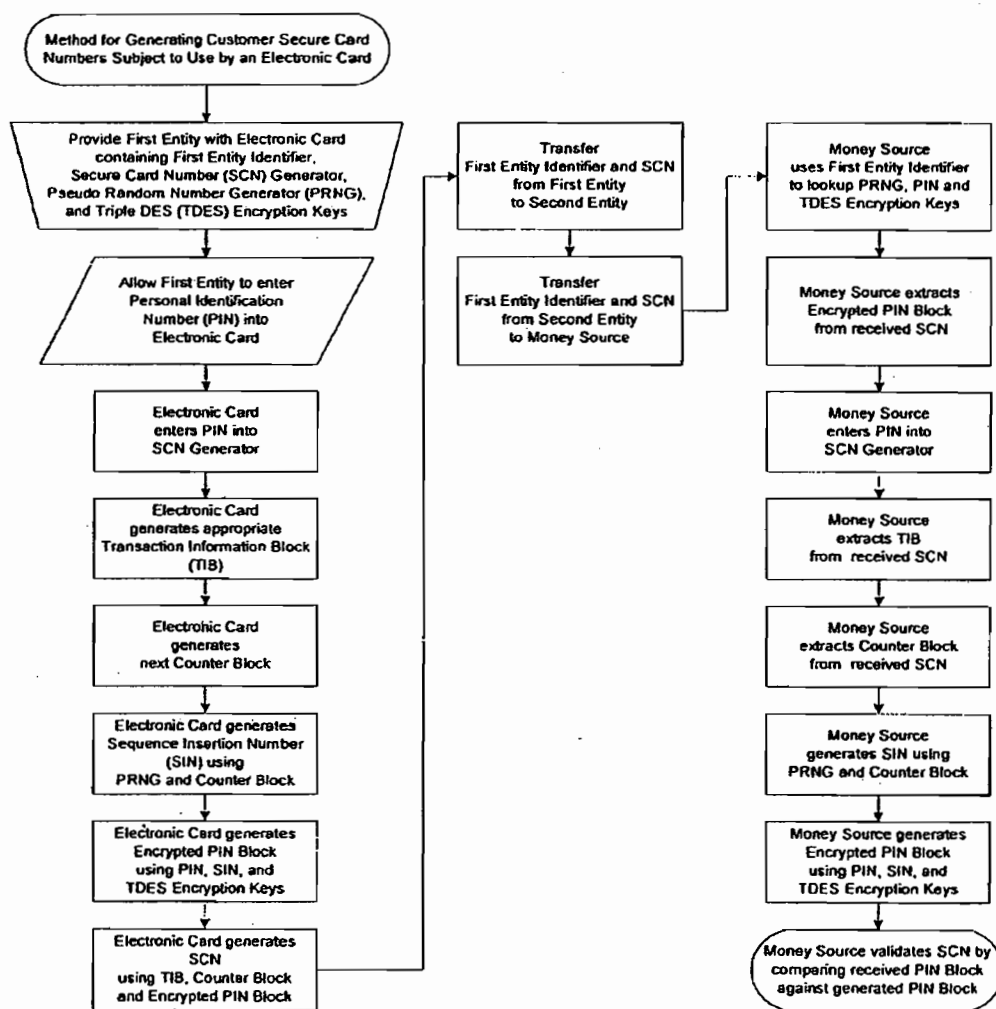 Method for Generating Customer Secure Card
Numbers Subject to Use by an Electronic Card
Provide First Entity with Electronic Card
containing First Entity Identifier,
Secure Card Number (SCN) Generator,
Pseudo Random Number Generator (PRNG),
and Triple DES (TDES) Encryption Keys
Allow First Entity to enter
Personal Identification
Number (PIN) into
Electronic Card
Electronic Card
enters PIN into
SCN Generator
Electronic Card
generates appropriate
Transaction Information Block
(TIB)
Electronic Card
generates
next Counter Block
Electronic Card generates
Sequence Insertion Number
(SIN) using
PRNG and Counter Block
Electronic Card generates
Encrypted PIN Block
using PIN, SIN, and
TDES Encryption Keys
Electronic Card generates
SCN
using TIB, Counter Block
and Encrypted PIN Block
Transfer
First Entity Identifier and SCN
from First Entity
to Second Entity
Transfer
First Entity Identifier and SCN
from Second Entity
to Money Source
Money Source
uses First Entity Identifier
to lookup PRNG, PIN and
TDES Encryption Keys
Money Source extracts
Encrypted PIN Block
from received SCN
Money Source
enters PIN into
SCN Generator
Money Source
extracts TIB
from received SCN
Money Source
extracts Counter Block
from received SCN
Money Source
generates SIN using
PRNG and Counter Block
Money Source generates
Encrypted PIN Block
using PIN, SIN, and
TDES Encryption Keys
Money Source validates SCN by
comparing received PIN Block
against generated PIN Block